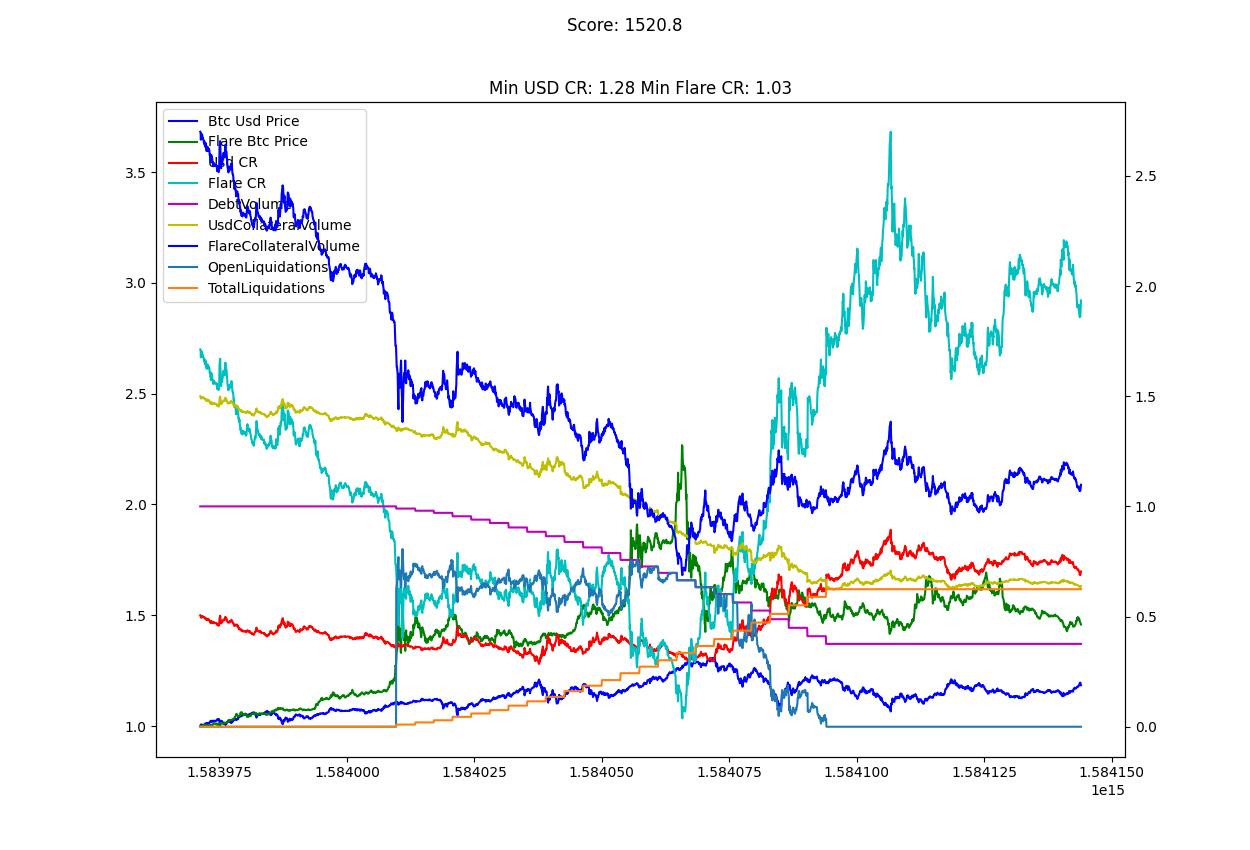 Score: 1520.8
Min USD CR: 1.28 Min Flare CR: 1.03
Btc Usd Price
Flare Btc Price
Usd CR
Flare CR
DebtVolume
UsdCollateralVolume
FlareCollateralVolume
OpenLiquidations
TotalLiquidations
3.5
3.0
2.5
2.0
1.5
1.0
2.5
2.0
1.5
1.0
0.5
0.0
1.583975
1.584000
1.584025
1.584050
1.584075
1.584100
1.584125
1.584150
1e15